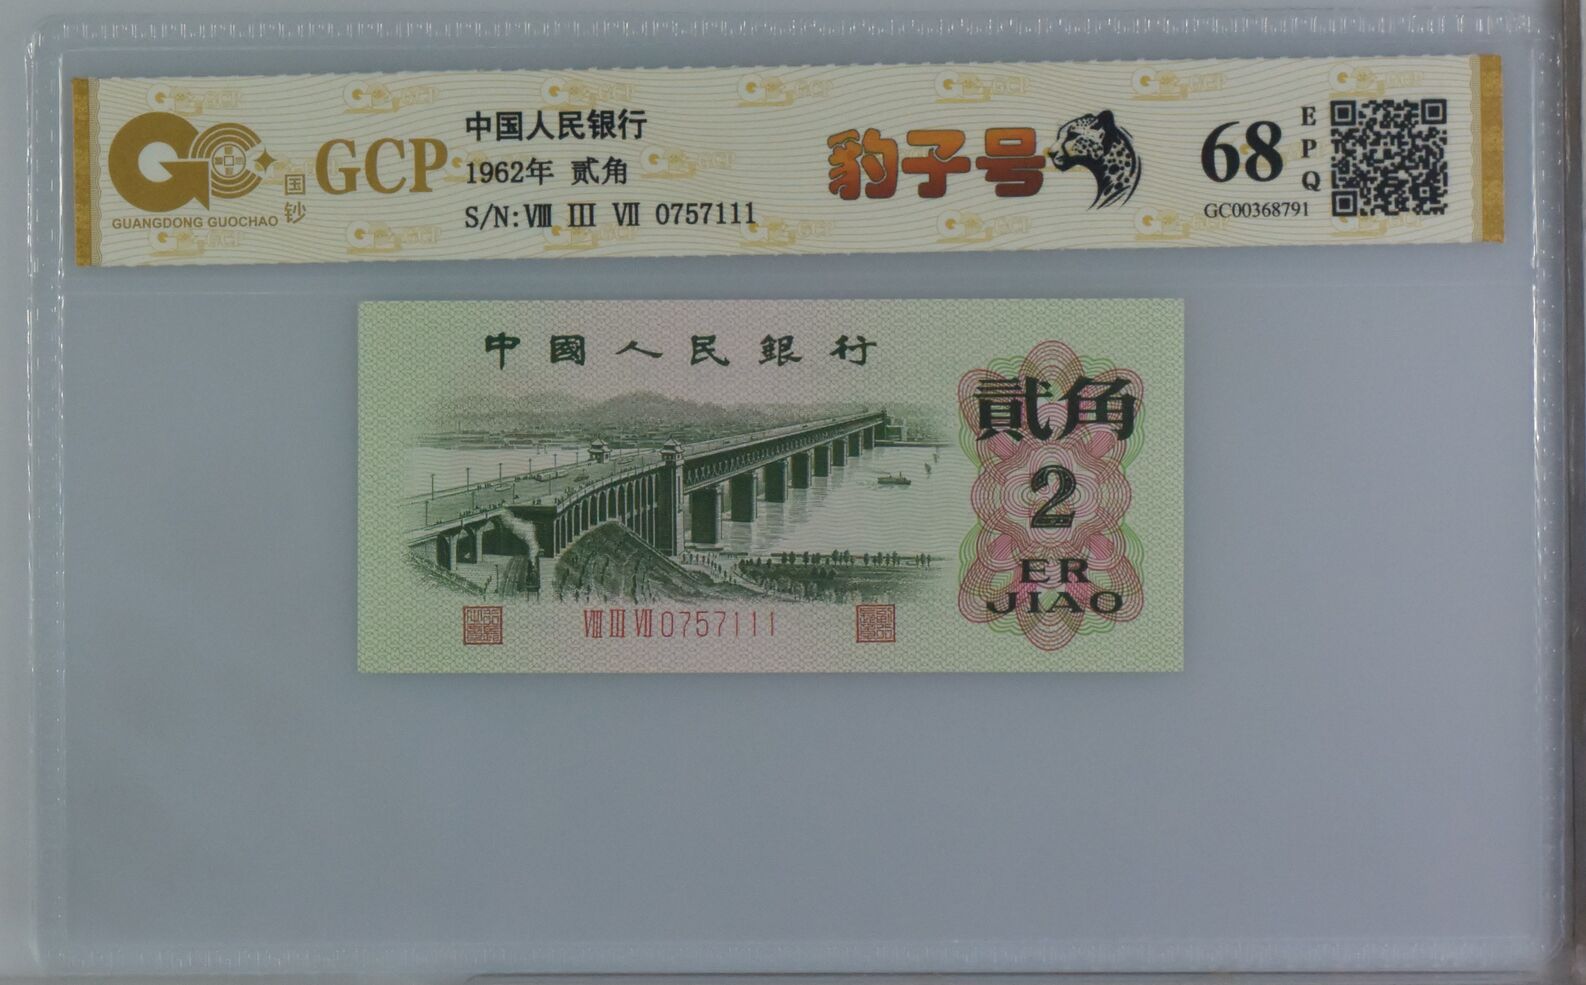 GUANGDONG GUOCHAO
国钞
GCP
中国人民银行
1962年 贰角
S/N: Ⅷ Ⅲ Ⅶ 0757111
豹子号
68
EPQ
GC00368791
中國人民銀行
貳角
2
ER
JIAO
Ⅷ Ⅲ Ⅶ 0757111